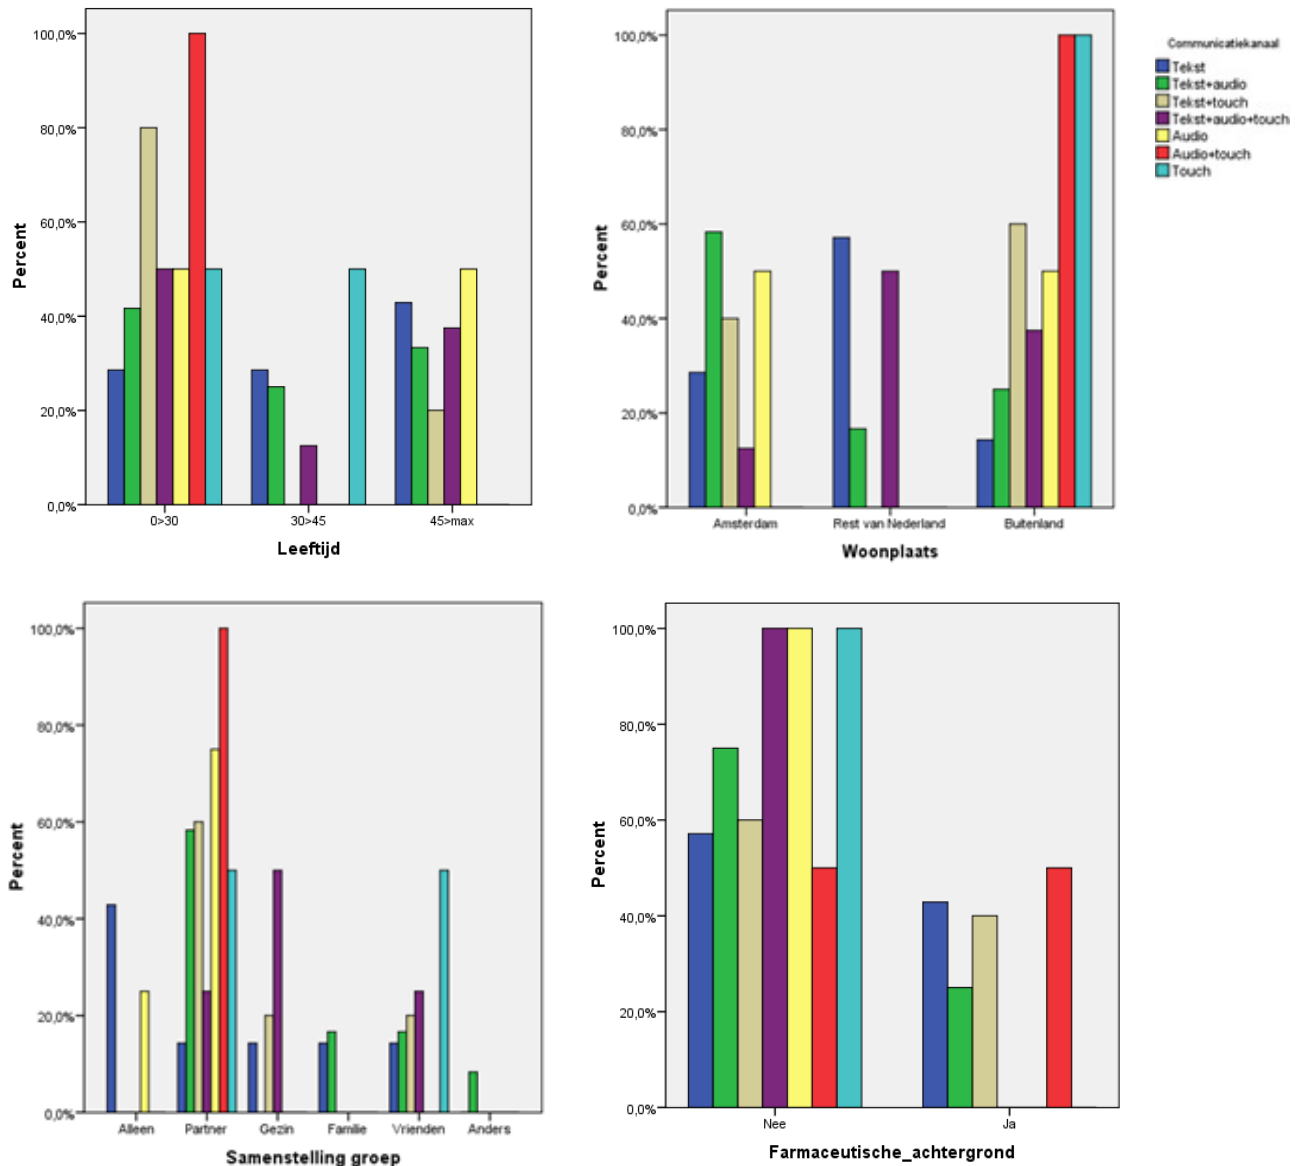 100,0%
80,0%
60,0%
40,0%
20,0%
0,0%
Percent
0>30
30>45
45>max
Leeftijd
100,0%
80,0%
60,0%
40,0%
20,0%
0,0%
Percent
Amsterdam
Rest van Nederland
Buitenland
Woonplaats
Communicatiekanaal
Tekst
Tekst+audio
Tekst+touch
Tekst+audio+touch
Audio
Audio+touch
Touch
100,0%
80,0%
60,0%
40,0%
20,0%
0,0%
Percent
Alleen
Partner
Gezin
Familie
Vrienden
Anders
Samenstelling groep
100,0%
80,0%
60,0%
40,0%
20,0%
0,0%
Percent
Nee
Ja
Farmaceutische_achtergrond